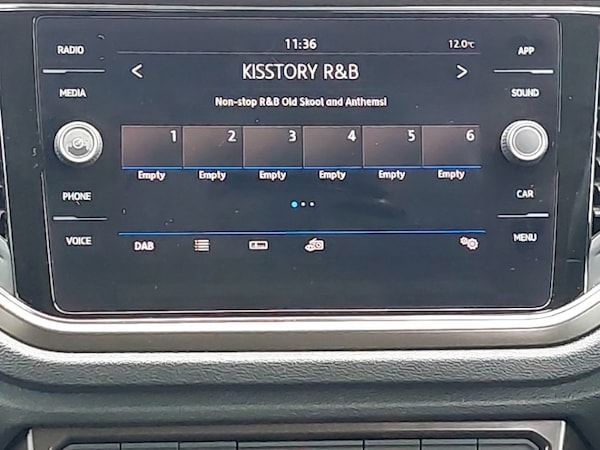 RADIO
11:36
12.0°C
APP
KISSTORY R&B
MEDIA
SOUND
Non-stop R&B Old Skool and Anthems!
1 2 3 4 5 6
Empty Empty Empty Empty Empty Empty
PHONE
CAR
VOICE
DAB
MENU